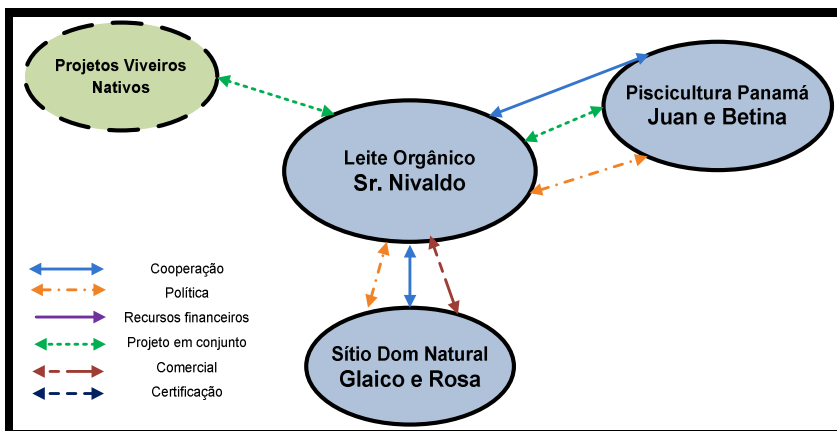 Projetos Viveiros
Nativos
Piscicultura Panamá
Juan e Betina
Leite Orgânico
Sr. Nivaldo
Cooperação
Política
Recursos financeiros
Projeto em conjunto
Comercial
Certificação
Sítio Dom Natural
Glaico e Rosa